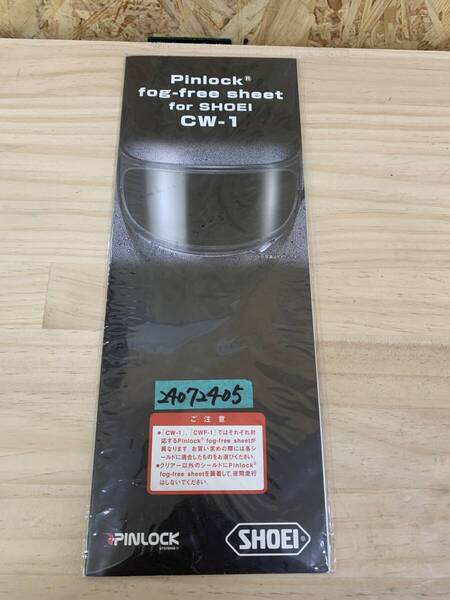 Pinlock®
fog-free sheet
for SHOEI
CW-1
24072405
ご注意
●「CW-1」、「CWF-1」ではそれぞれ対
応するPinlock® fog-free sheetが
異なります。お買い求めの際には各シ
ールドに適合したものをお選びください。
●クリアー以外のシールドにPinlock®
fog-free sheetを装着して、夜間走行
はしないでください。
PINLOCK
SYSTEMS
SHOEI®